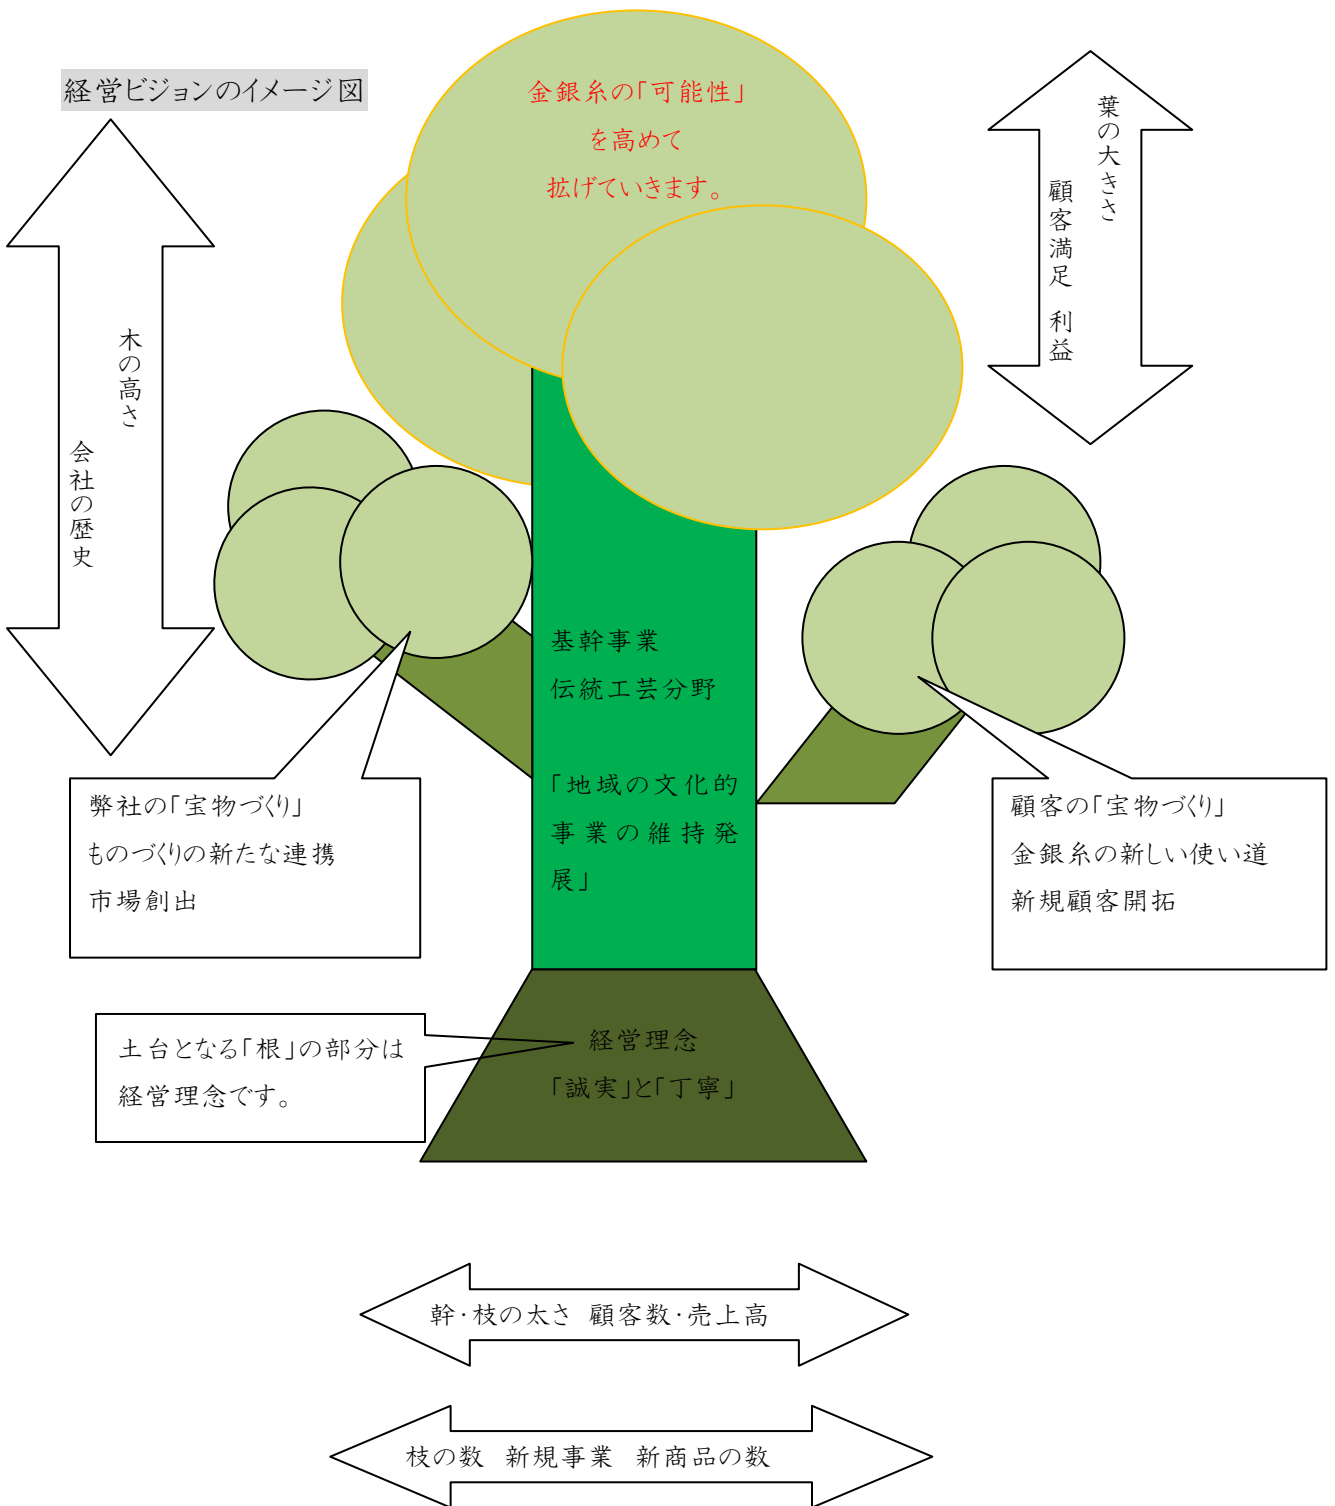 経営ビジョンのイメージ図
金銀糸の「可能性」
を高めて
拡げていきます。
葉の大きさ
顧客満足 利益
木の高さ
会社の歴史
基幹事業
伝統工芸分野
「地域の文化的
事業の維持発
展」
弊社の「宝物づくり」
ものづくりの新たな連携
市場創出
顧客の「宝物づくり」
金銀糸の新しい使い道
新規顧客開拓
土台となる「根」の部分は
経営理念です。
経営理念
「誠実」と「丁寧」
幹・枝の太さ 顧客数・売上高
枝の数 新規事業 新商品の数